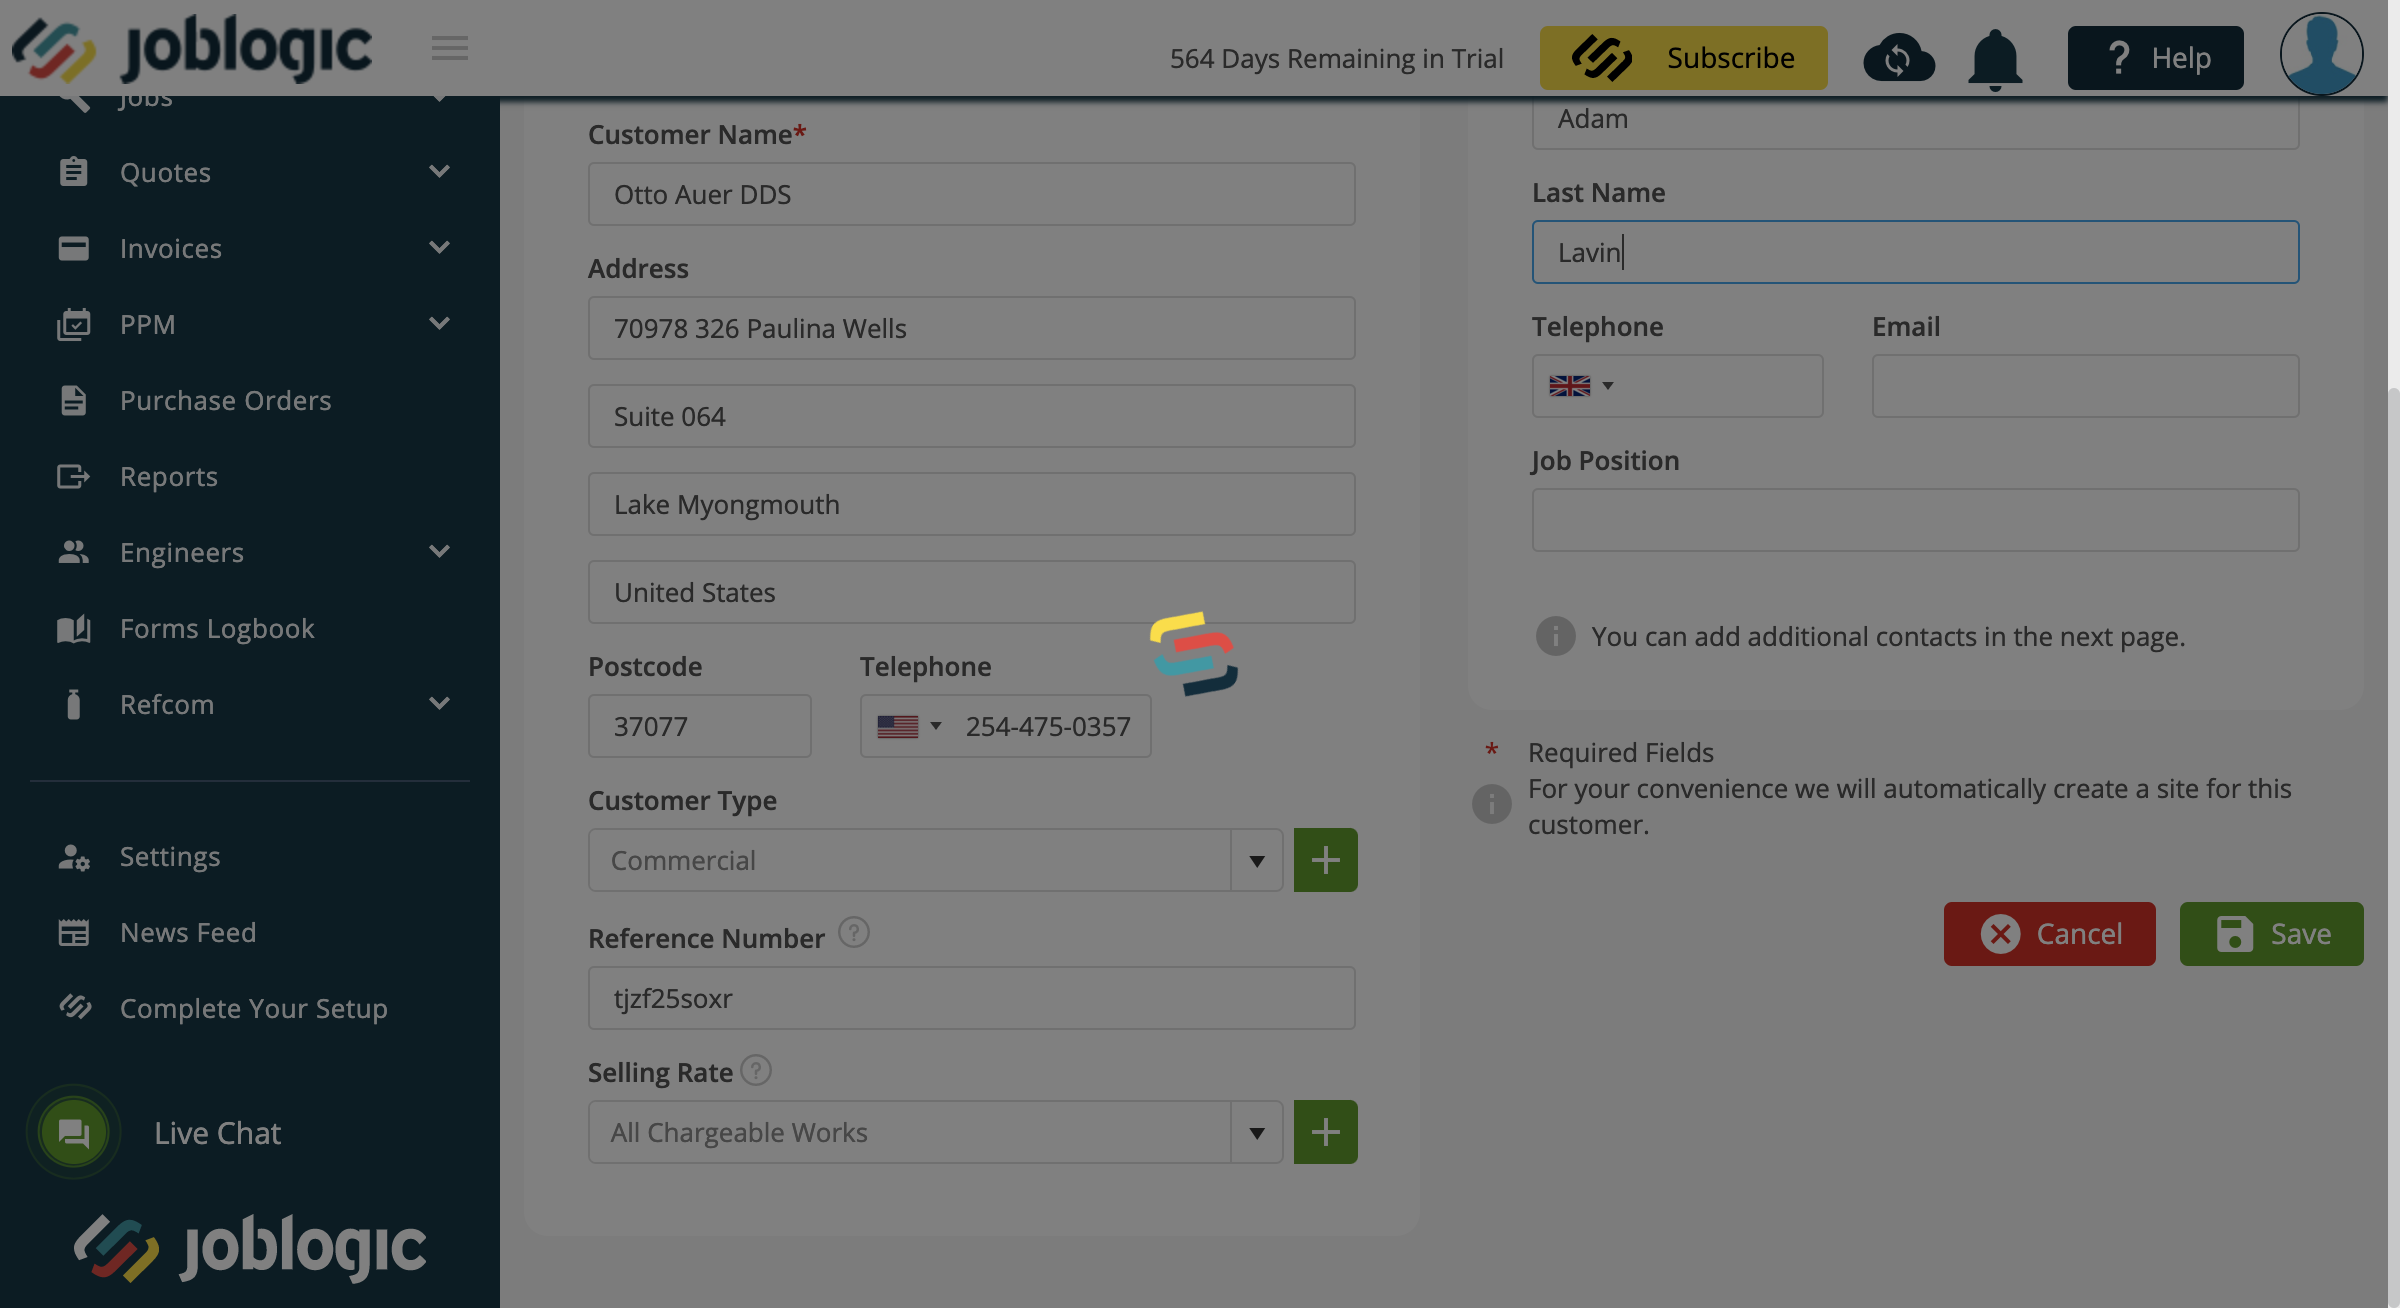 joblogic
564 Days Remaining in Trial
Subscribe
? Help
Jobs
Quotes
Invoices
PPM
Purchase Orders
Reports
Engineers
Forms Logbook
Refcom
Settings
News Feed
Complete Your Setup
Live Chat
joblogic
Customer Name*
Otto Auer DDS
Address
70978 326 Paulina Wells
Suite 064
Lake Myongmouth
United States
Postcode
Telephone
37077
254-475-0357
Customer Type
Commercial
Reference Number ?
tjzf25soxr
Selling Rate ?
All Chargeable Works
Adam
Last Name
Lavin
Telephone
Email
Job Position
You can add additional contacts in the next page.
* Required Fields
For your convenience we will automatically create a site for this
customer.
Cancel
Save